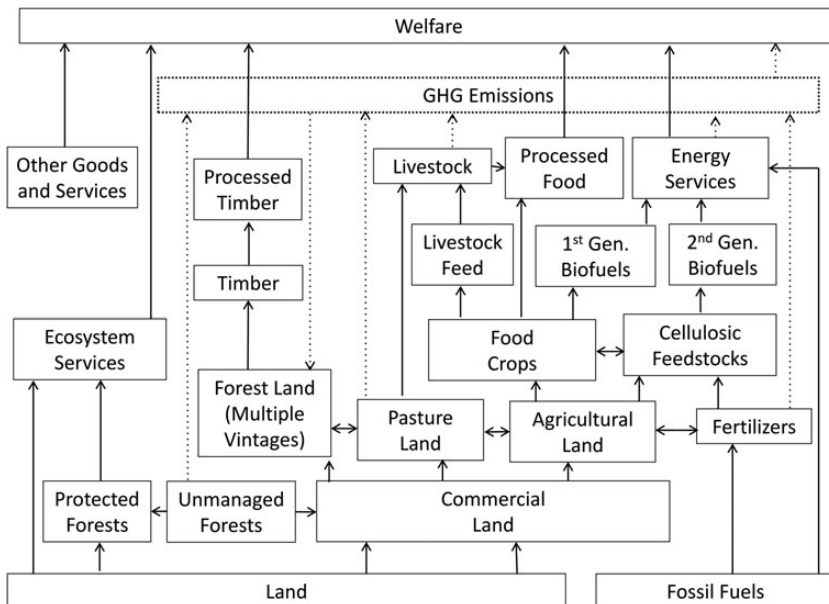 Welfare
GHG Emissions
Other Goods
and Services
Processed
Timber
Livestock
Processed
Food
Energy
Services
Livestock
Feed
1st Gen.
Biofuels
2nd Gen.
Biofuels
Timber
Ecosystem
Services
Food
Crops
Cellulosic
Feedstocks
Forest Land
(Multiple
Vintages)
Pasture
Land
Agricultural
Land
Fertilizers
Protected
Forests
Unmanaged
Forests
Commercial
Land
Land
Fossil Fuels